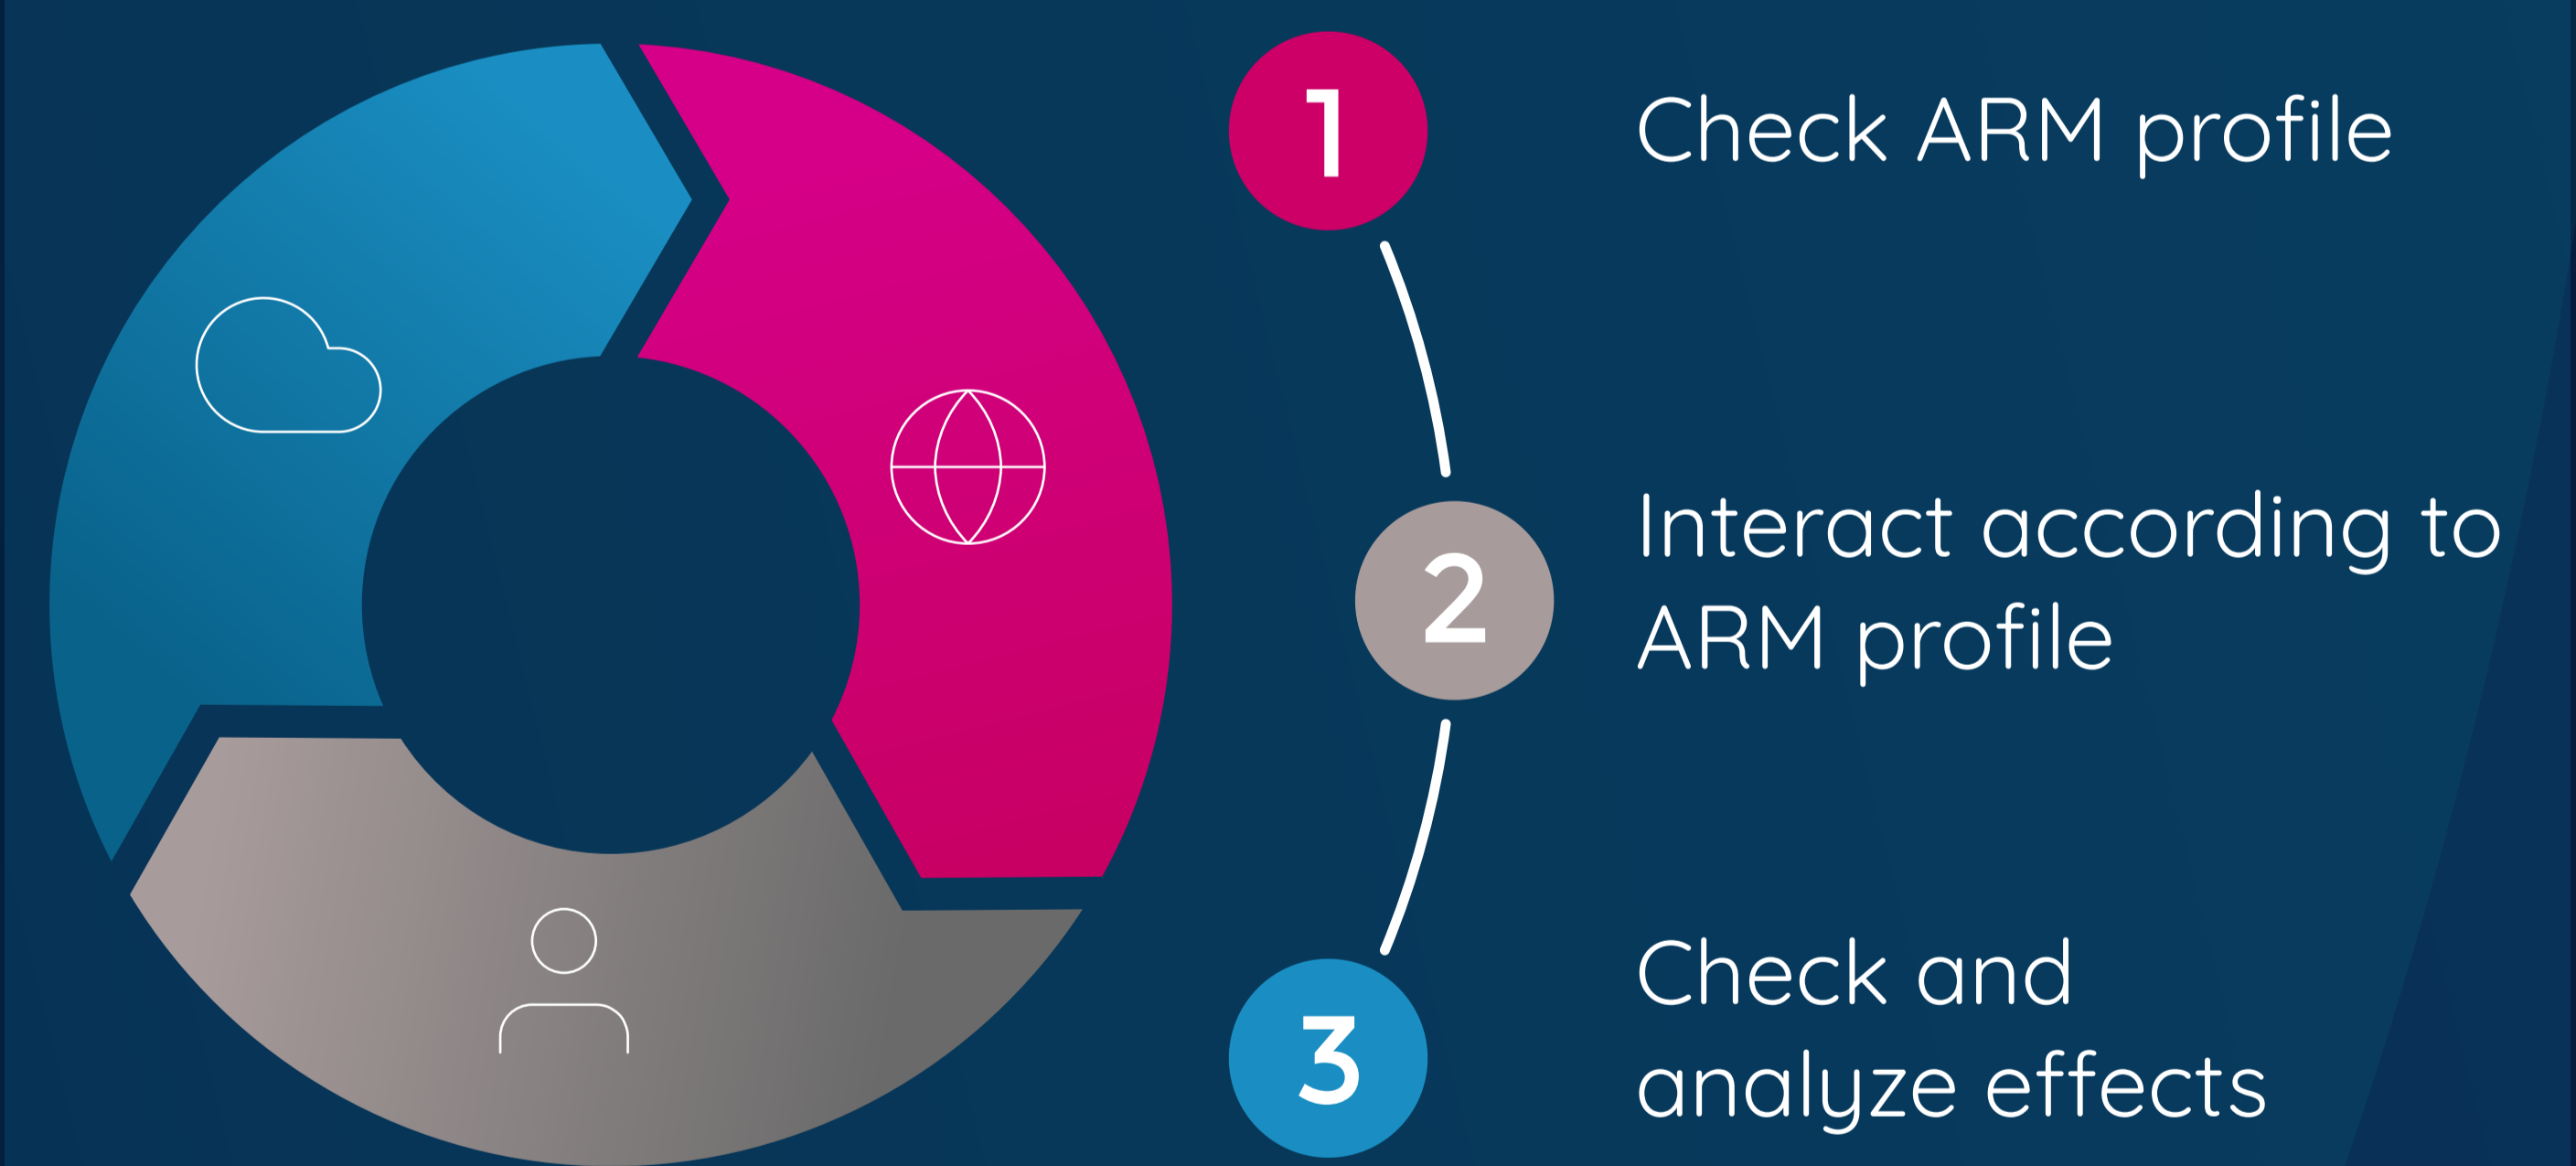 1
Check ARM profile
2
Interact according to
ARM profile
3
Check and
analyze effects